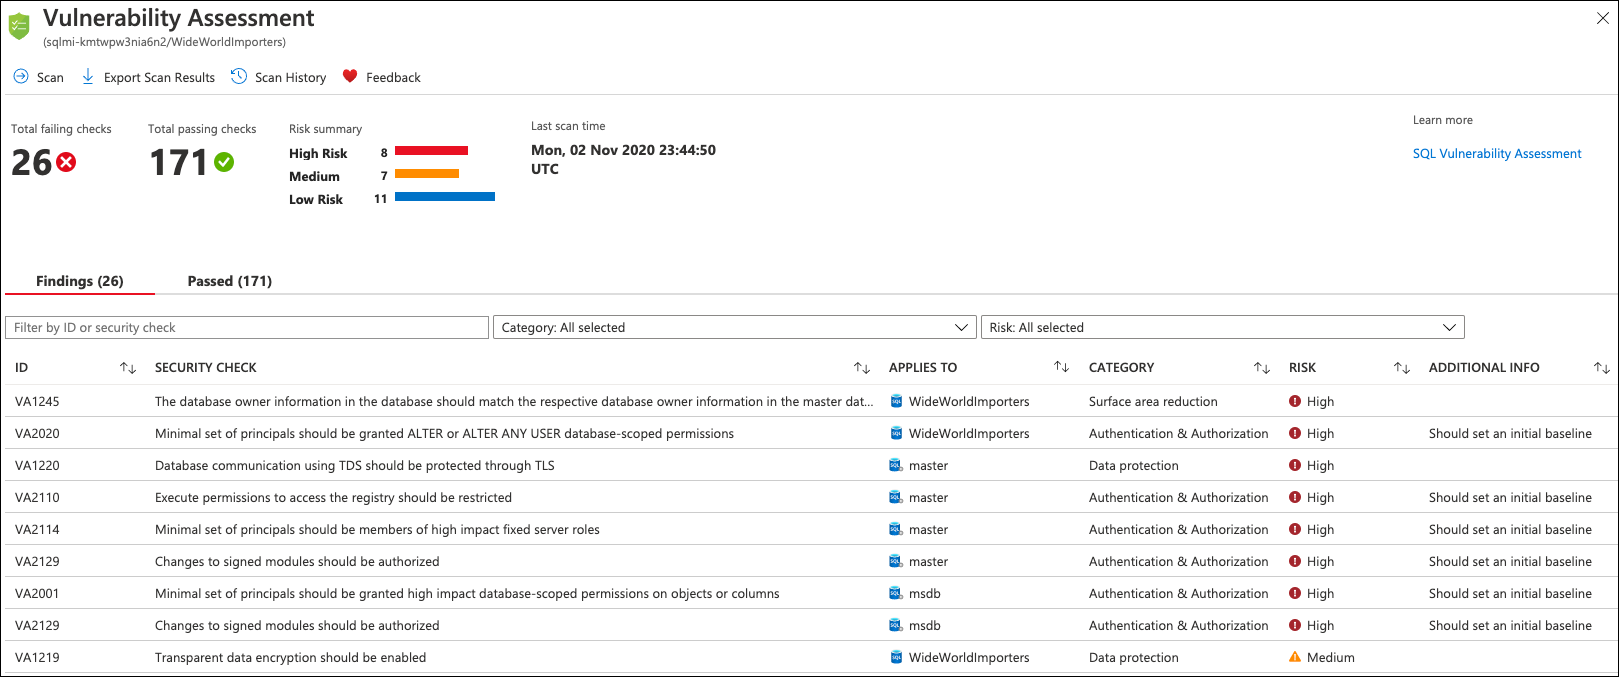 Vulnerability Assessment
(sqlmi-kmtwpw3nia6n2/WideWorldImporters)
Scan Export Scan Results Scan History Feedback
Total failing checks Total passing checks Risk summary Last scan time Learn more
26 171 High Risk 8 Mon, 02 Nov 2020 23:44:50 SQL Vulnerability Assessment
Medium 7 UTC
Low Risk 11
Findings (26) Passed (171)
Filter by ID or security check Category: All selected Risk: All selected
ID SECURITY CHECK APPLIES TO CATEGORY RISK ADDITIONAL INFO
VA1245 The database owner information in the database should match the respective database owner information in the master dat... WideWorldImporters Surface area reduction High
VA2020 Minimal set of principals should be granted ALTER or ALTER ANY USER database-scoped permissions WideWorldImporters Authentication & Authorization High Should set an initial baseline
VA1220 Database communication using TDS should be protected through TLS master Data protection High
VA2110 Execute permissions to access the registry should be restricted master Authentication & Authorization High Should set an initial baseline
VA2114 Minimal set of principals should be members of high impact fixed server roles master Authentication & Authorization High Should set an initial baseline
VA2129 Changes to signed modules should be authorized master Authentication & Authorization High Should set an initial baseline
VA2001 Minimal set of principals should be granted high impact database-scoped permissions on objects or columns msdb Authentication & Authorization High Should set an initial baseline
VA2129 Changes to signed modules should be authorized msdb Authentication & Authorization High Should set an initial baseline
VA1219 Transparent data encryption should be enabled WideWorldImporters Data protection Medium